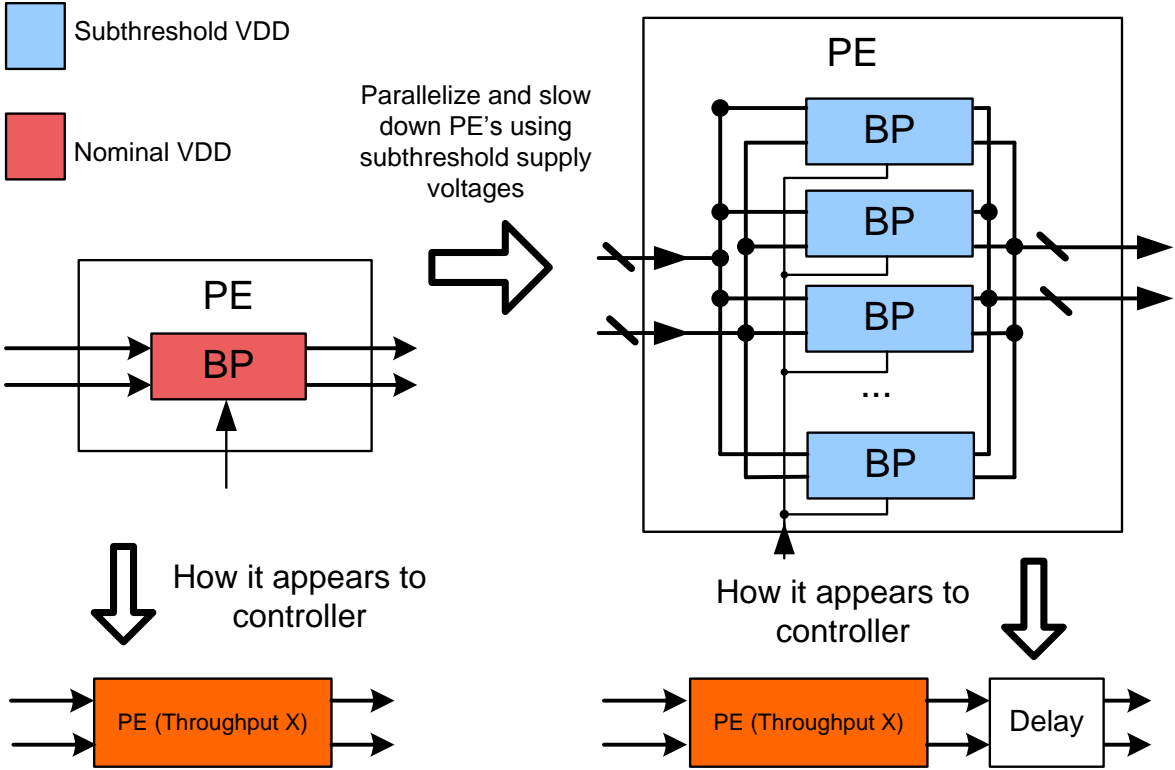 Subthreshold VDD
Nominal VDD
Parallelize and slow
down PE's using
subthreshold supply
voltages
PE
BP
PE
BP
BP
BP
...
BP
How it appears to
controller
How it appears to
controller
PE (Throughput X)
PE (Throughput X)
Delay